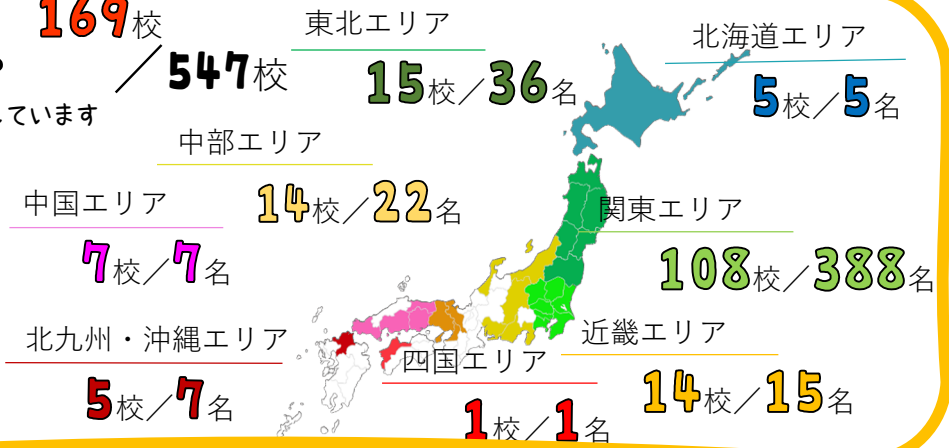 169校
／547校
ています
東北エリア
15校／36名
北海道エリア
5校／5名
中部エリア
14校／22名
中国エリア
7校／7名
関東エリア
108校／388名
北九州・沖縄エリア
5校／7名
近畿エリア
14校／15名
四国エリア
1校／1名